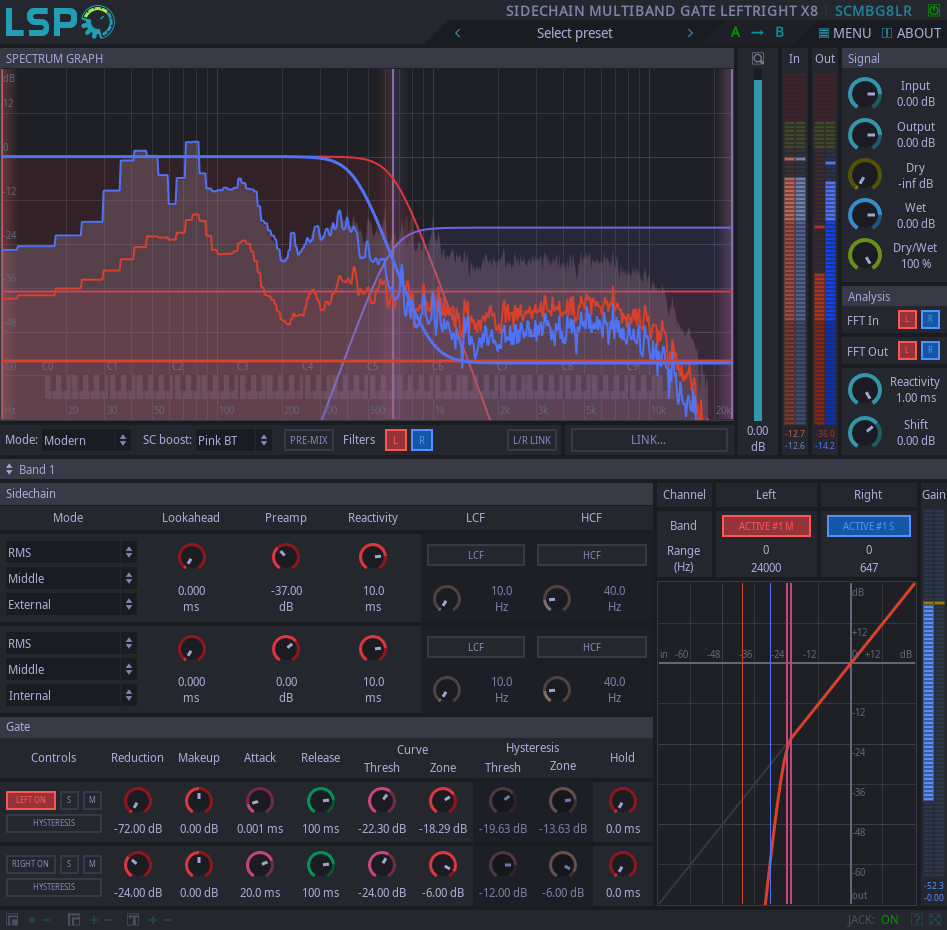 LSP
SIDECHAIN MULTIBAND GATE LEFTRIGHT X8 SCMBG8LR
Select preset
A → B
MENU ABOUT
SPECTRUM GRAPH
In Out
Signal
dB
12
0
-12
-24
-36
-48
-60
C0 C1 C2 C3 C4 C5 C6 C7 C8 C9
Hz 20 30 50 100 200 300 500 1k 2k 3k 5k 10k 20k
0.00
dB
-12.7 -36.0
-12.6 -14.2
Input
0.00 dB
Output
0.00 dB
Dry
-inf dB
Wet
0.00 dB
Dry/Wet
100 %
Analysis
FFT In L R
FFT Out L R
Reactivity
1.00 ms
Shift
0.00 dB
Mode: Modern SC boost: Pink BT PRE-MIX Filters L R L/R LINK LINK...
Band 1
Sidechain
Mode Lookahead Preamp Reactivity LCF HCF
RMS
Middle
External
0.000
ms
-37.00
dB
10.0
ms
LCF
10.0
Hz
HCF
40.0
Hz
RMS
Middle
Internal
0.000
ms
0.00
dB
10.0
ms
LCF
10.0
Hz
HCF
40.0
Hz
Gate
Controls Reduction Makeup Attack Release Curve Hysteresis Hold
Thresh Zone Thresh Zone
LEFT ON S M
HYSTERESIS
-72.00 dB 0.00 dB 0.001 ms 100 ms -22.30 dB -18.29 dB -19.63 dB -13.63 dB 0.0 ms
RIGHT ON S M
HYSTERESIS
-24.00 dB 0.00 dB 20.0 ms 100 ms -24.00 dB -6.00 dB -12.00 dB -6.00 dB 0.0 ms
Channel Left Right Gain
Band ACTIVE #1 M ACTIVE #1 S
Range
(Hz)
0
24000
0
647
dB
+12
in -60 -48 -36 -24 -12 0 +12 dB
-12
-24
-36
-48
-60
out
-52.3
-0.00
JACK: ON